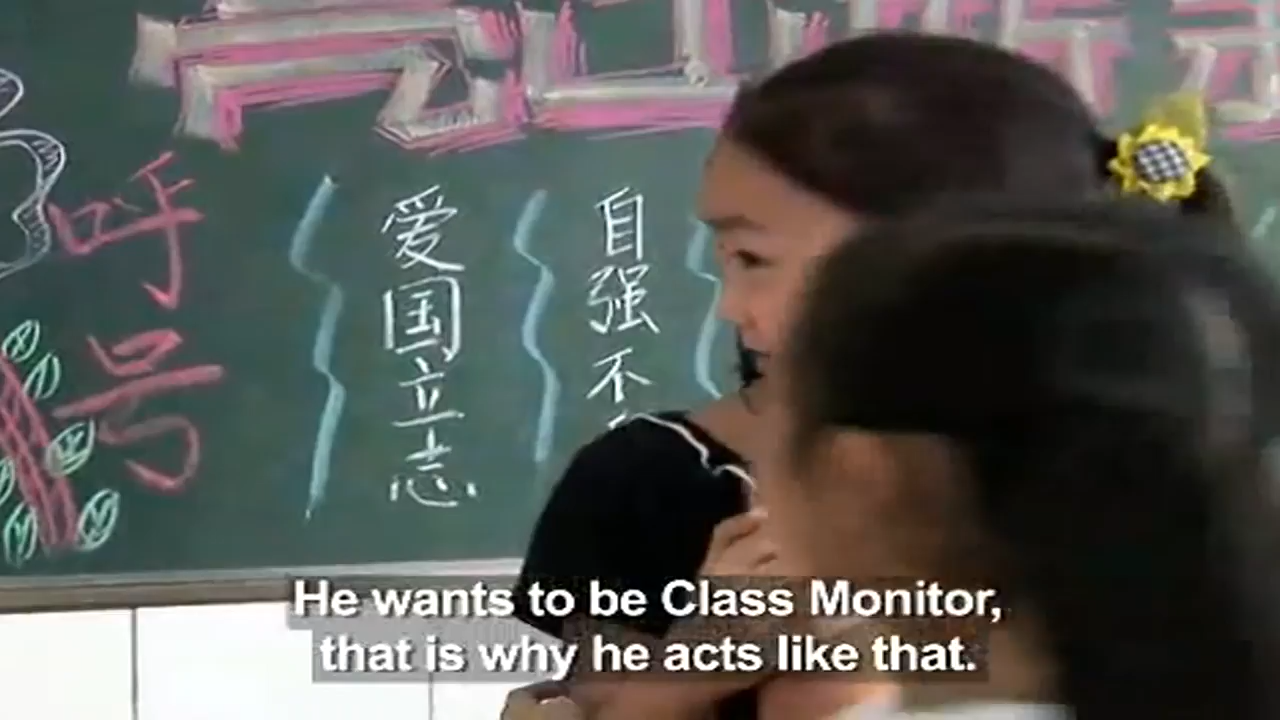 呼号
爱国立志
自强不
He wants to be Class Monitor,
that is why he acts like that.